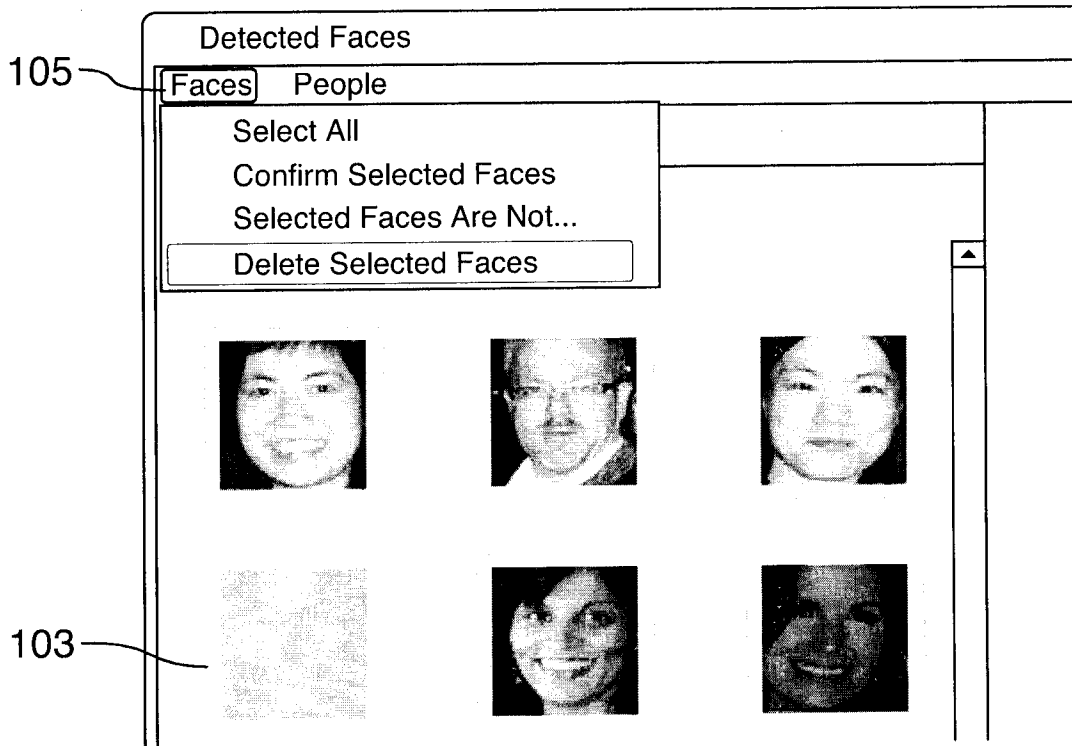 Detected Faces
105
Faces People
Select All
Confirm Selected Faces
Selected Faces Are Not...
Delete Selected Faces
103